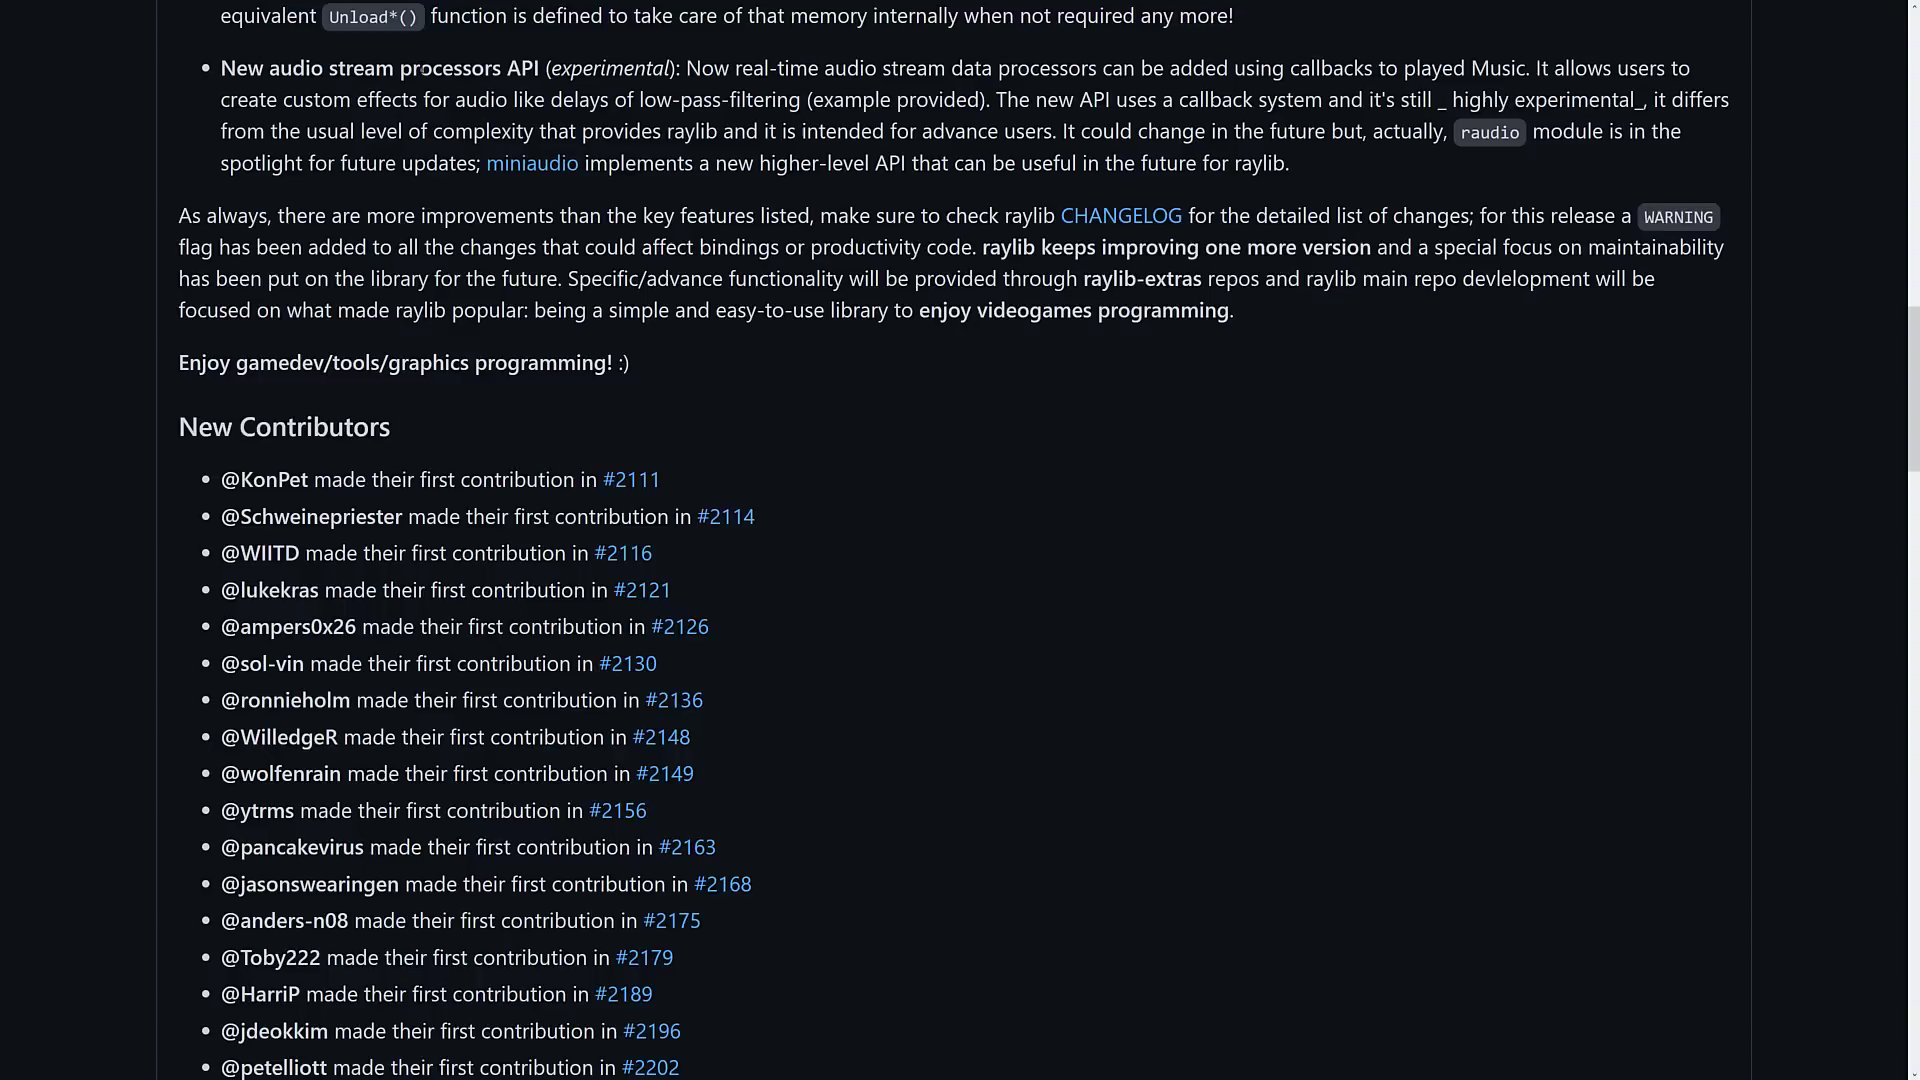 equivalent Unload*() function is defined to take care of that memory internally when not required any more!
• New audio stream processors API (experimental): Now real-time audio stream data processors can be added using callbacks to played Music. It allows users to
create custom effects for audio like delays of low-pass-filtering (example provided). The new API uses a callback system and it's still _ highly experimental_, it differs
from the usual level of complexity that provides raylib and it is intended for advance users. It could change in the future but, actually, raudio module is in the
spotlight for future updates; miniaudio implements a new higher-level API that can be useful in the future for raylib.
As always, there are more improvements than the key features listed, make sure to check raylib CHANGELOG for the detailed list of changes; for this release a WARNING
flag has been added to all the changes that could affect bindings or productivity code. raylib keeps improving one more version and a special focus on maintainability
has been put on the library for the future. Specific/advance functionality will be provided through raylib-extras repos and raylib main repo devlelopment will be
focused on what made raylib popular: being a simple and easy-to-use library to enjoy videogames programming.
Enjoy gamedev/tools/graphics programming! :)
New Contributors
• @KonPet made their first contribution in #2111
• @Schweinepriester made their first contribution in #2114
• @WIITD made their first contribution in #2116
• @lukekras made their first contribution in #2121
• @ampers0x26 made their first contribution in #2126
• @sol-vin made their first contribution in #2130
• @ronnieholm made their first contribution in #2136
• @WilledgeR made their first contribution in #2148
• @wolfenrain made their first contribution in #2149
• @ytrms made their first contribution in #2156
• @pancakevirus made their first contribution in #2163
• @jasonswearingen made their first contribution in #2168
• @anders-n08 made their first contribution in #2175
• @Toby222 made their first contribution in #2179
• @HarriP made their first contribution in #2189
• @jdeokkim made their first contribution in #2196
• @petelliott made their first contribution in #2202